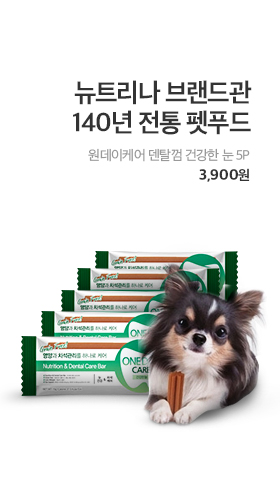 뉴트리나 브랜드관
140년 전통 펫푸드
원데이케어 덴탈껌 건강한 눈 5P
3,900원
영양과 치석관리를 하나로 케어
Nutrition & Dental Care Bar
ONED
CARE